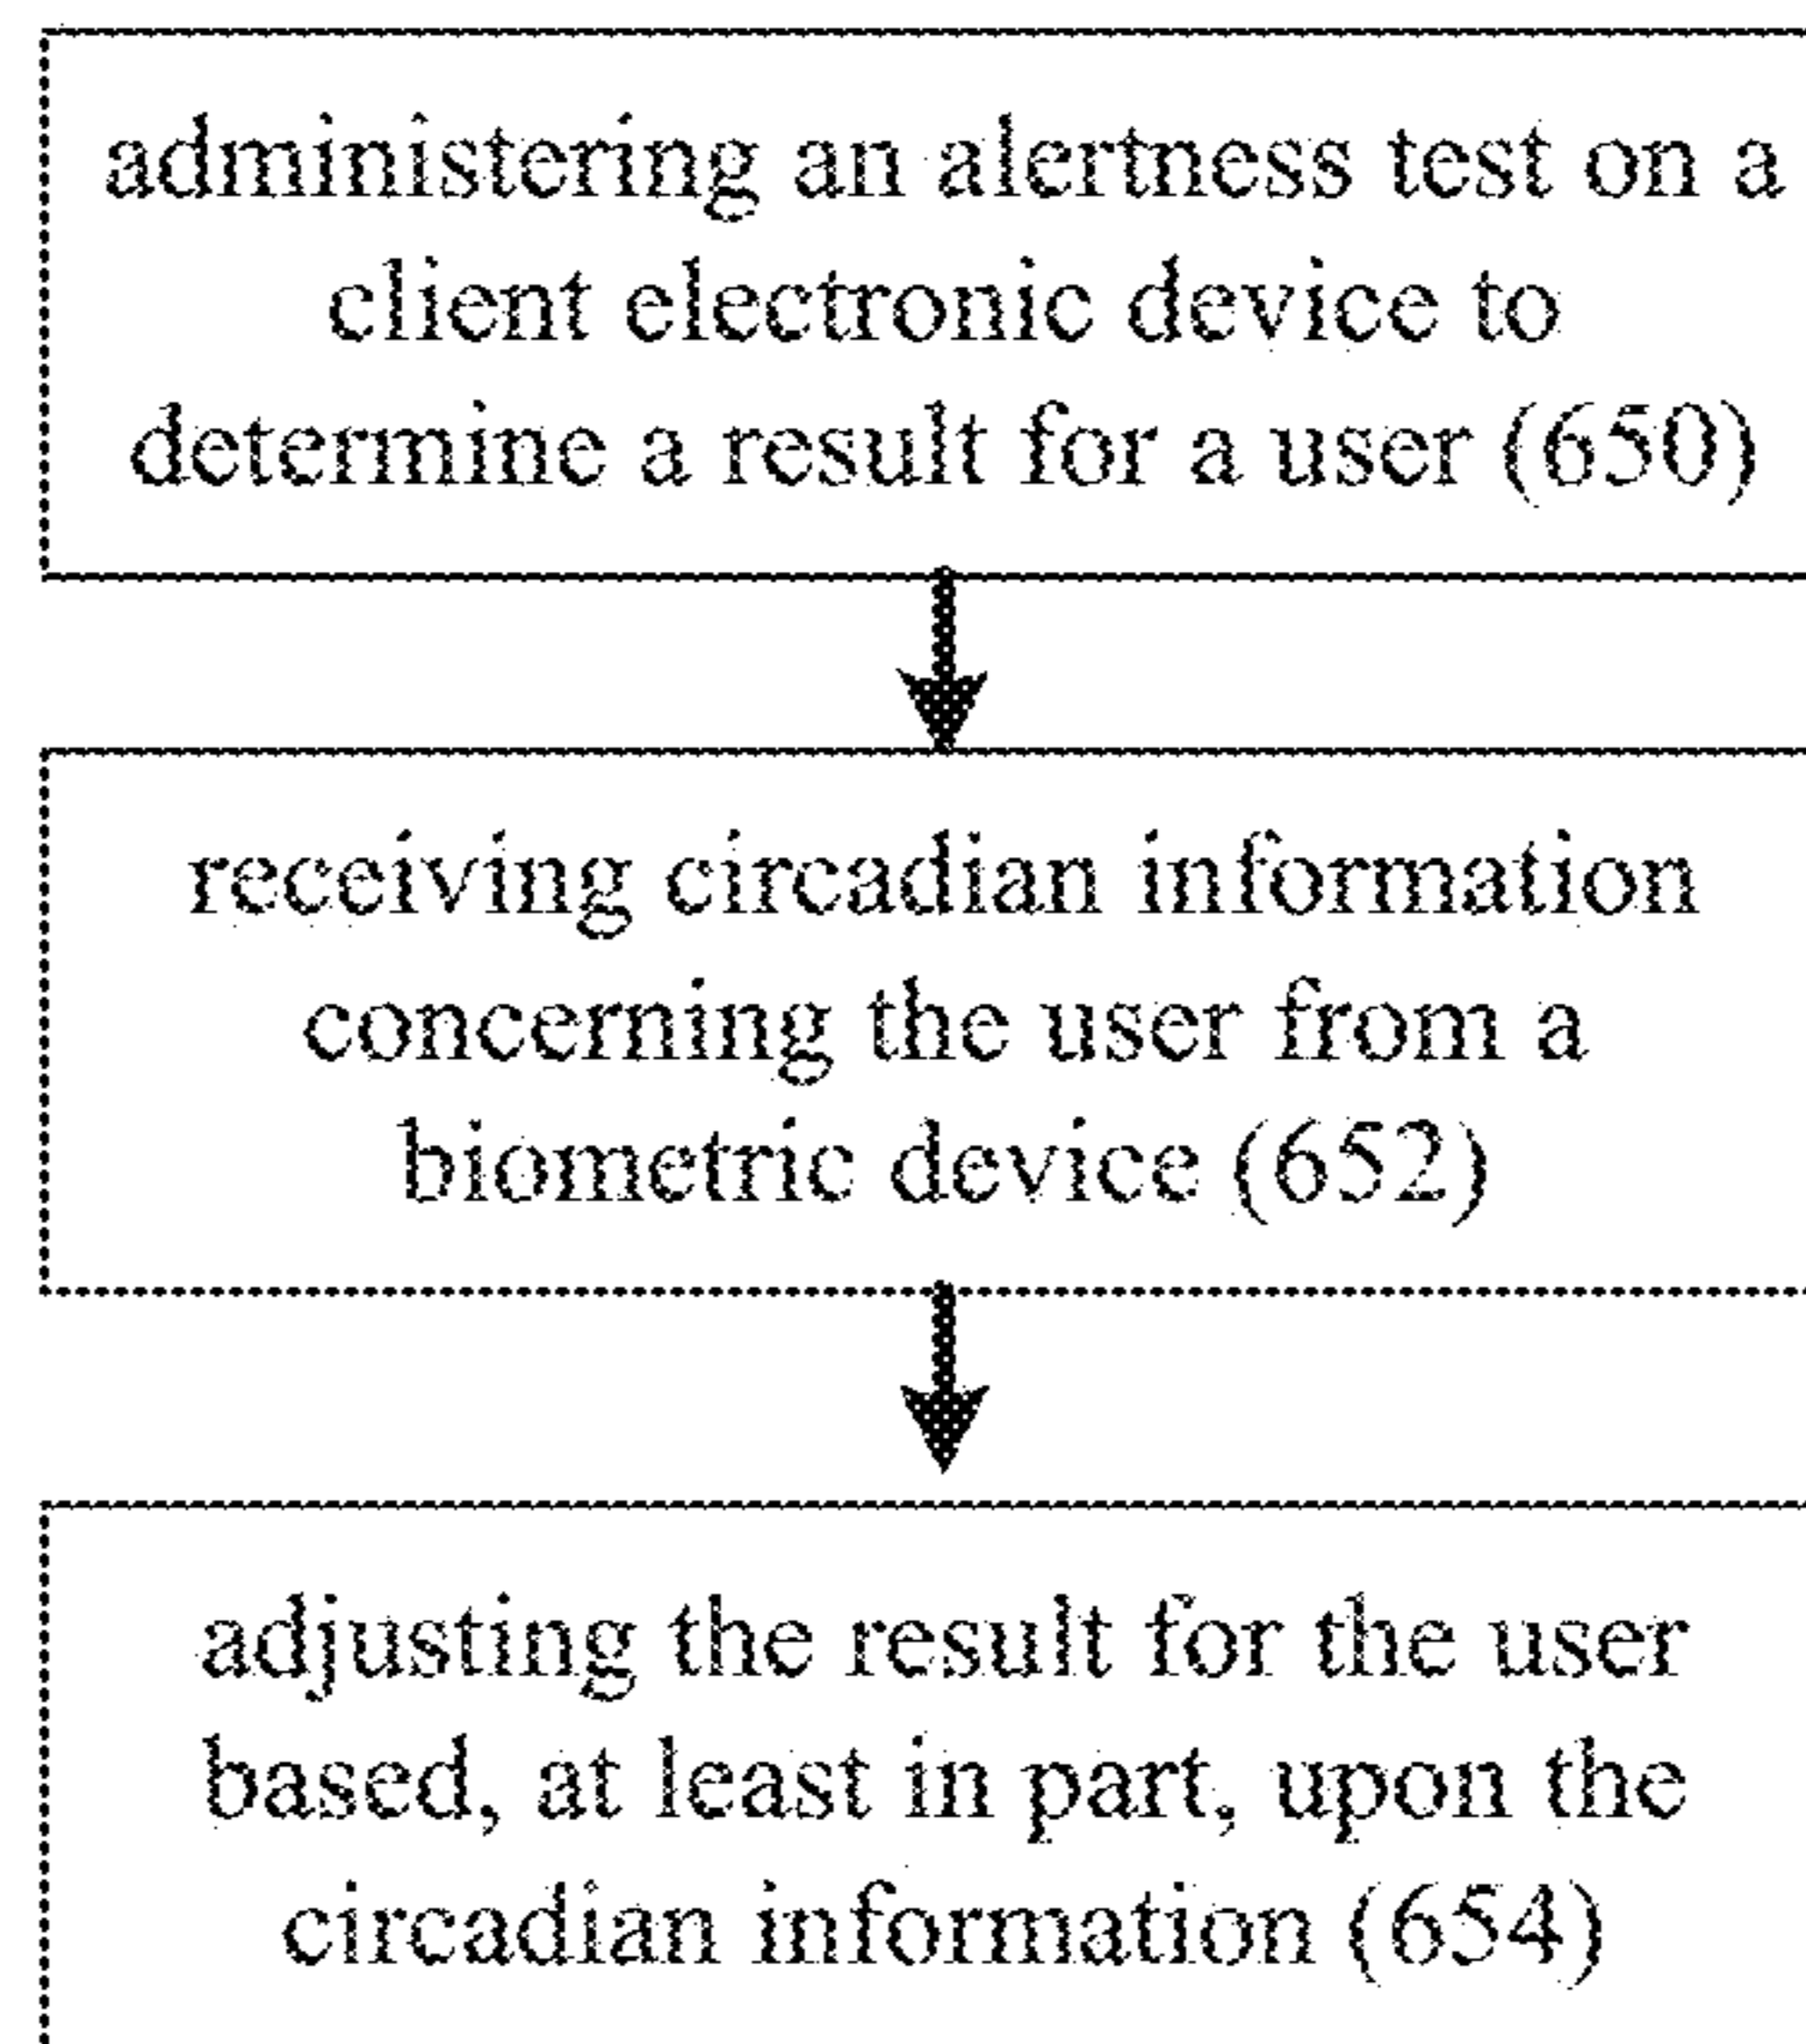 administering an alertness test on a
client electronic device to
determine a result for a user (650)
receiving circadian information
concerning the user from a
biometric device (652)
adjusting the result for the user
based, at least in part, upon the
circadian information (654)